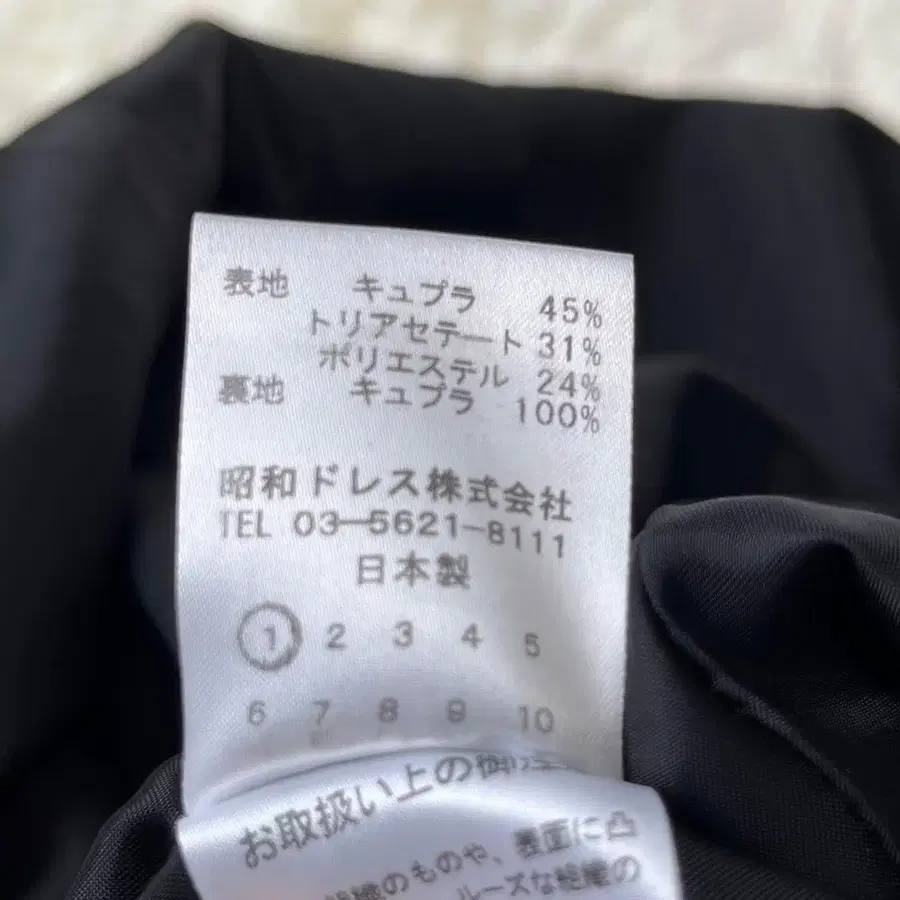 表地 キュプラ 45%
トリアセテート 31%
ポリエステル 24%
裏地 キュプラ 100%
昭和ドレス株式会社
TEL 03-5621-8111
日本製
1 2 3 4 5
6 7 8 9 10
お取扱い上の御注
のものや、表面に凸
ルーズな組織の